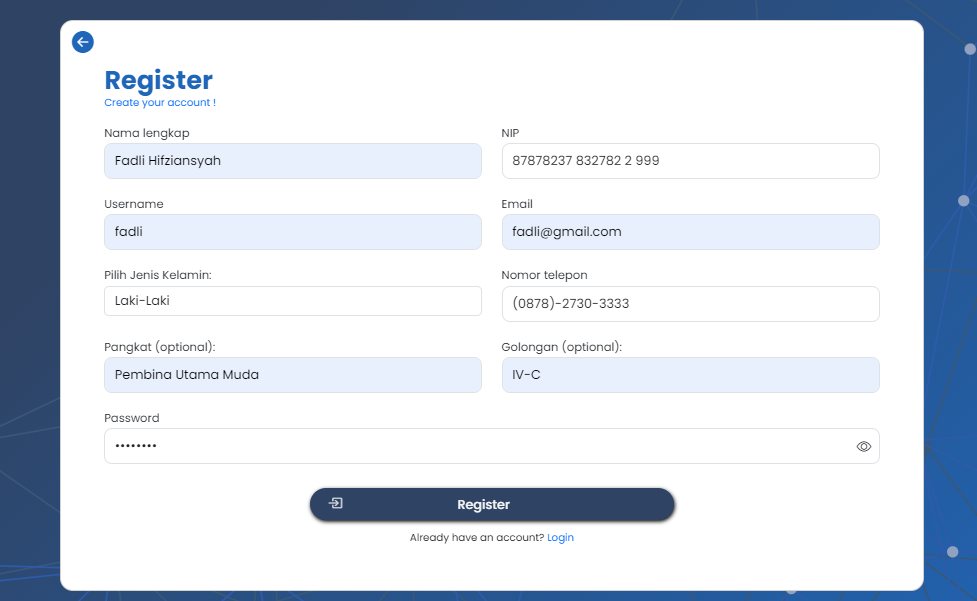 Register
Create your account !
Nama lengkap
Fadli Hifziansyah
NIP
87878237 832782 2 999
Username
fadli
Email
fadli@gmail.com
Pilih Jenis Kelamin:
Laki-Laki
Nomor telepon
(0878)-2730-3333
Pangkat (optional):
Pembina Utama Muda
Golongan (optional):
IV-C
Password
••••••••
Register
Already have an account? Login